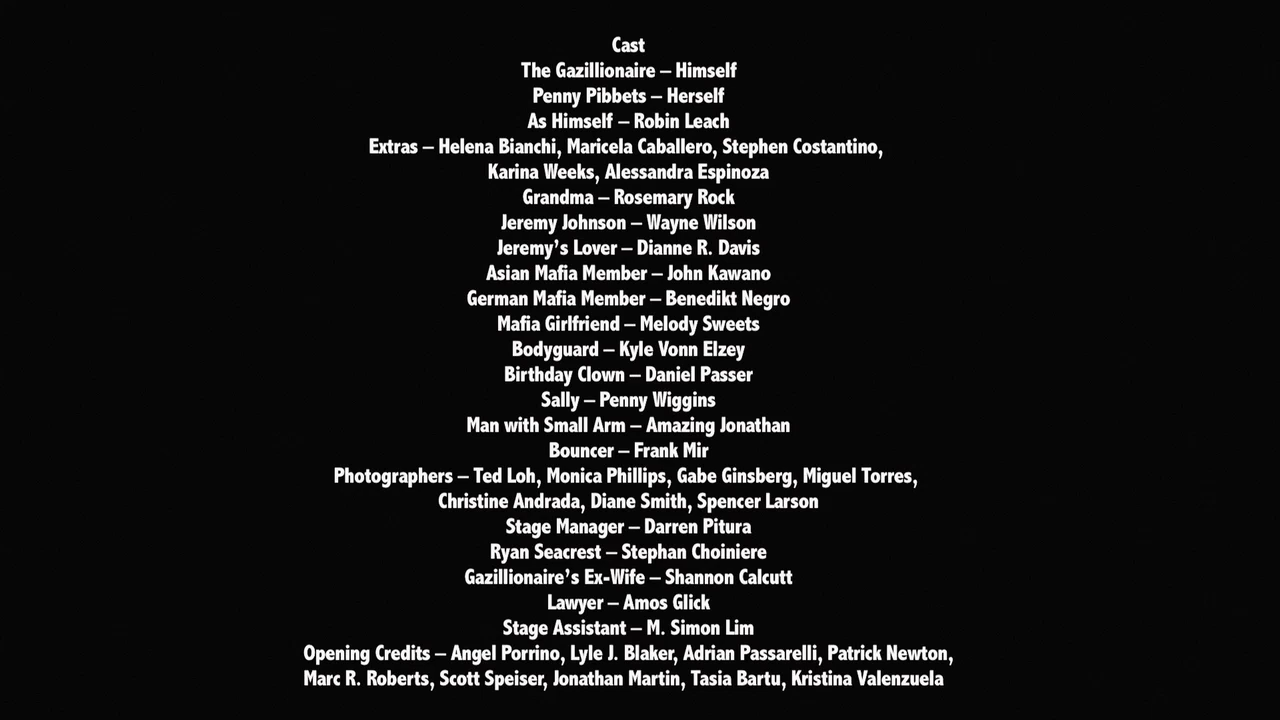 Cast
The Gazillionaire – Himself
Penny Pibbets – Herself
As Himself – Robin Leach
Extras – Helena Bianchi, Maricela Caballero, Stephen Costantino,
Karina Weeks, Alessandra Espinoza
Grandma – Rosemary Rock
Jeremy Johnson – Wayne Wilson
Jeremy's Lover – Dianne R. Davis
Asian Mafia Member – John Kawano
German Mafia Member – Benedikt Negro
Mafia Girlfriend – Melody Sweets
Bodyguard – Kyle Vonn Elzey
Birthday Clown – Daniel Passer
Sally – Penny Wiggins
Man with Small Arm – Amazing Jonathan
Bouncer – Frank Mir
Photographers – Ted Loh, Monica Phillips, Gabe Ginsberg, Miguel Torres,
Christine Andrada, Diane Smith, Spencer Larson
Stage Manager – Darren Pitura
Ryan Seacrest – Stephan Choiniere
Gazillionaire's Ex-Wife – Shannon Calcutt
Lawyer – Amos Glick
Stage Assistant – M. Simon Lim
Opening Credits – Angel Porrino, Lyle J. Blaker, Adrian Passarelli, Patrick Newton,
Marc R. Roberts, Scott Speiser, Jonathan Martin, Tasia Bartu, Kristina Valenzuela